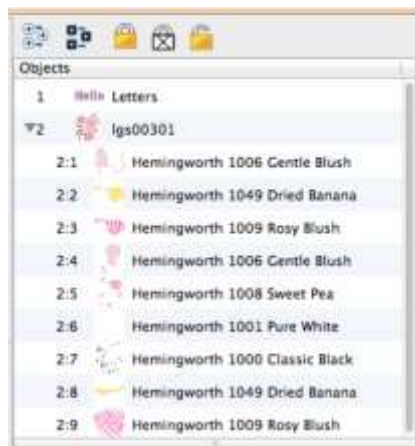 Objects
1 Hello Letters
▼2 lgs00301
2:1 Hemingworth 1006 Gentle Blush
2:2 Hemingworth 1049 Dried Banana
2:3 Hemingworth 1009 Rosy Blush
2:4 Hemingworth 1006 Gentle Blush
2:5 Hemingworth 1008 Sweet Pea
2:6 Hemingworth 1001 Pure White
2:7 Hemingworth 1000 Classic Black
2:8 Hemingworth 1049 Dried Banana
2:9 Hemingworth 1009 Rosy Blush